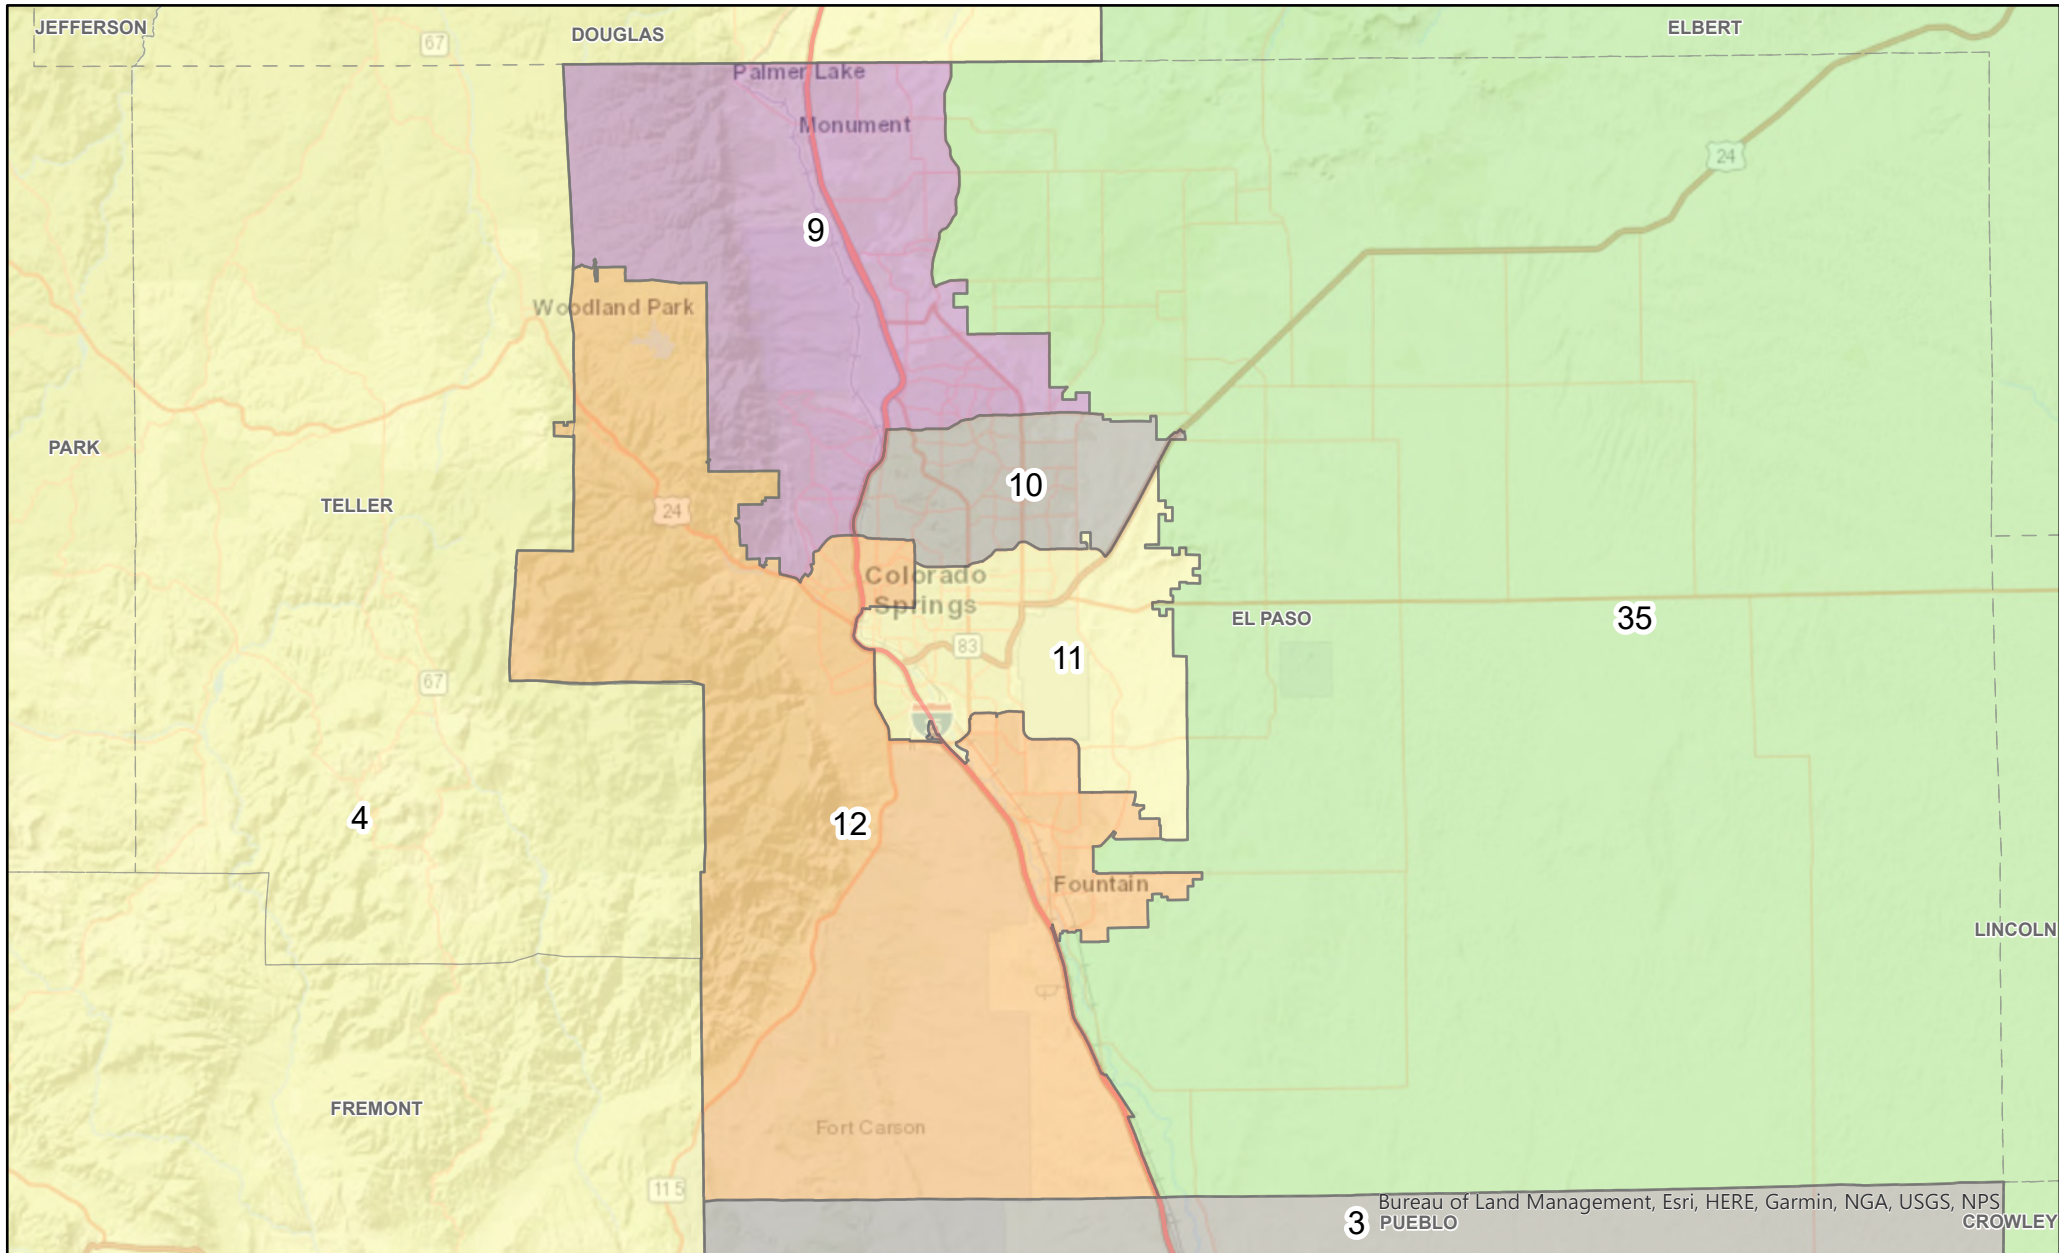 JEFFERSON
DOUGLAS
ELBERT
67
Palmer Lake
Monument
24
9
Woodland Park
PARK
10
TELLER
24
Colorado
Springs
EL PASO
35
83
11
67
4
12
Fountain
LINCOLN
FREMONT
Fort Carson
115
Bureau of Land Management, Esri, HERE, Garmin, NGA, USGS, NPS
3
PUEBLO
CROWLEY